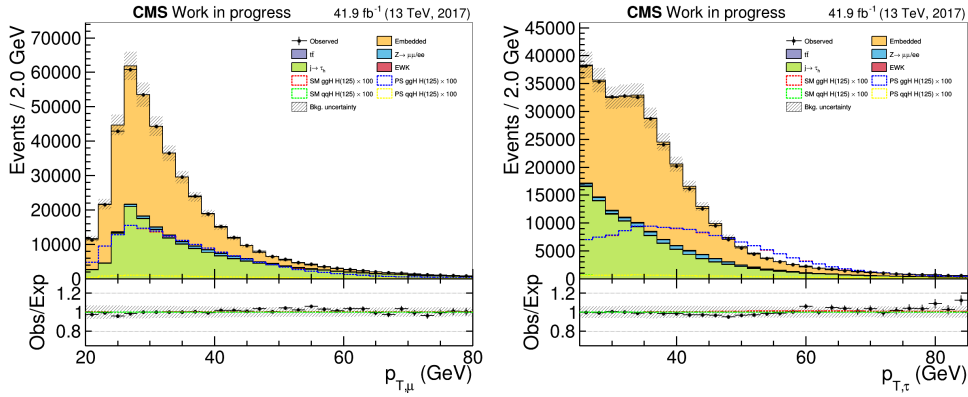 CMS Work in progress 41.9 fb⁻¹ (13 TeV, 2017)
Events / 2.0 GeV
70000
60000
50000
40000
30000
20000
10000
0
Observed Embedded
tt̄ Z→ μμ/ee
j→ τₕ EWK
SM ggH H(125) × 100 PS ggH H(125) × 100
SM qqH H(125) × 100 PS qqH H(125) × 100
Bkg. uncertainty
Obs/Exp
1.2
1
0.8
20 40 60 80
p_T,μ (GeV)
CMS Work in progress 41.9 fb⁻¹ (13 TeV, 2017)
Events / 2.0 GeV
45000
40000
35000
30000
25000
20000
15000
10000
5000
0
Observed Embedded
tt̄ Z→ μμ/ee
j→ τₕ EWK
SM ggH H(125) × 100 PS ggH H(125) × 100
SM qqH H(125) × 100 PS qqH H(125) × 100
Bkg. uncertainty
Obs/Exp
1.2
1
0.8
40 60 80
p_T,τ (GeV)